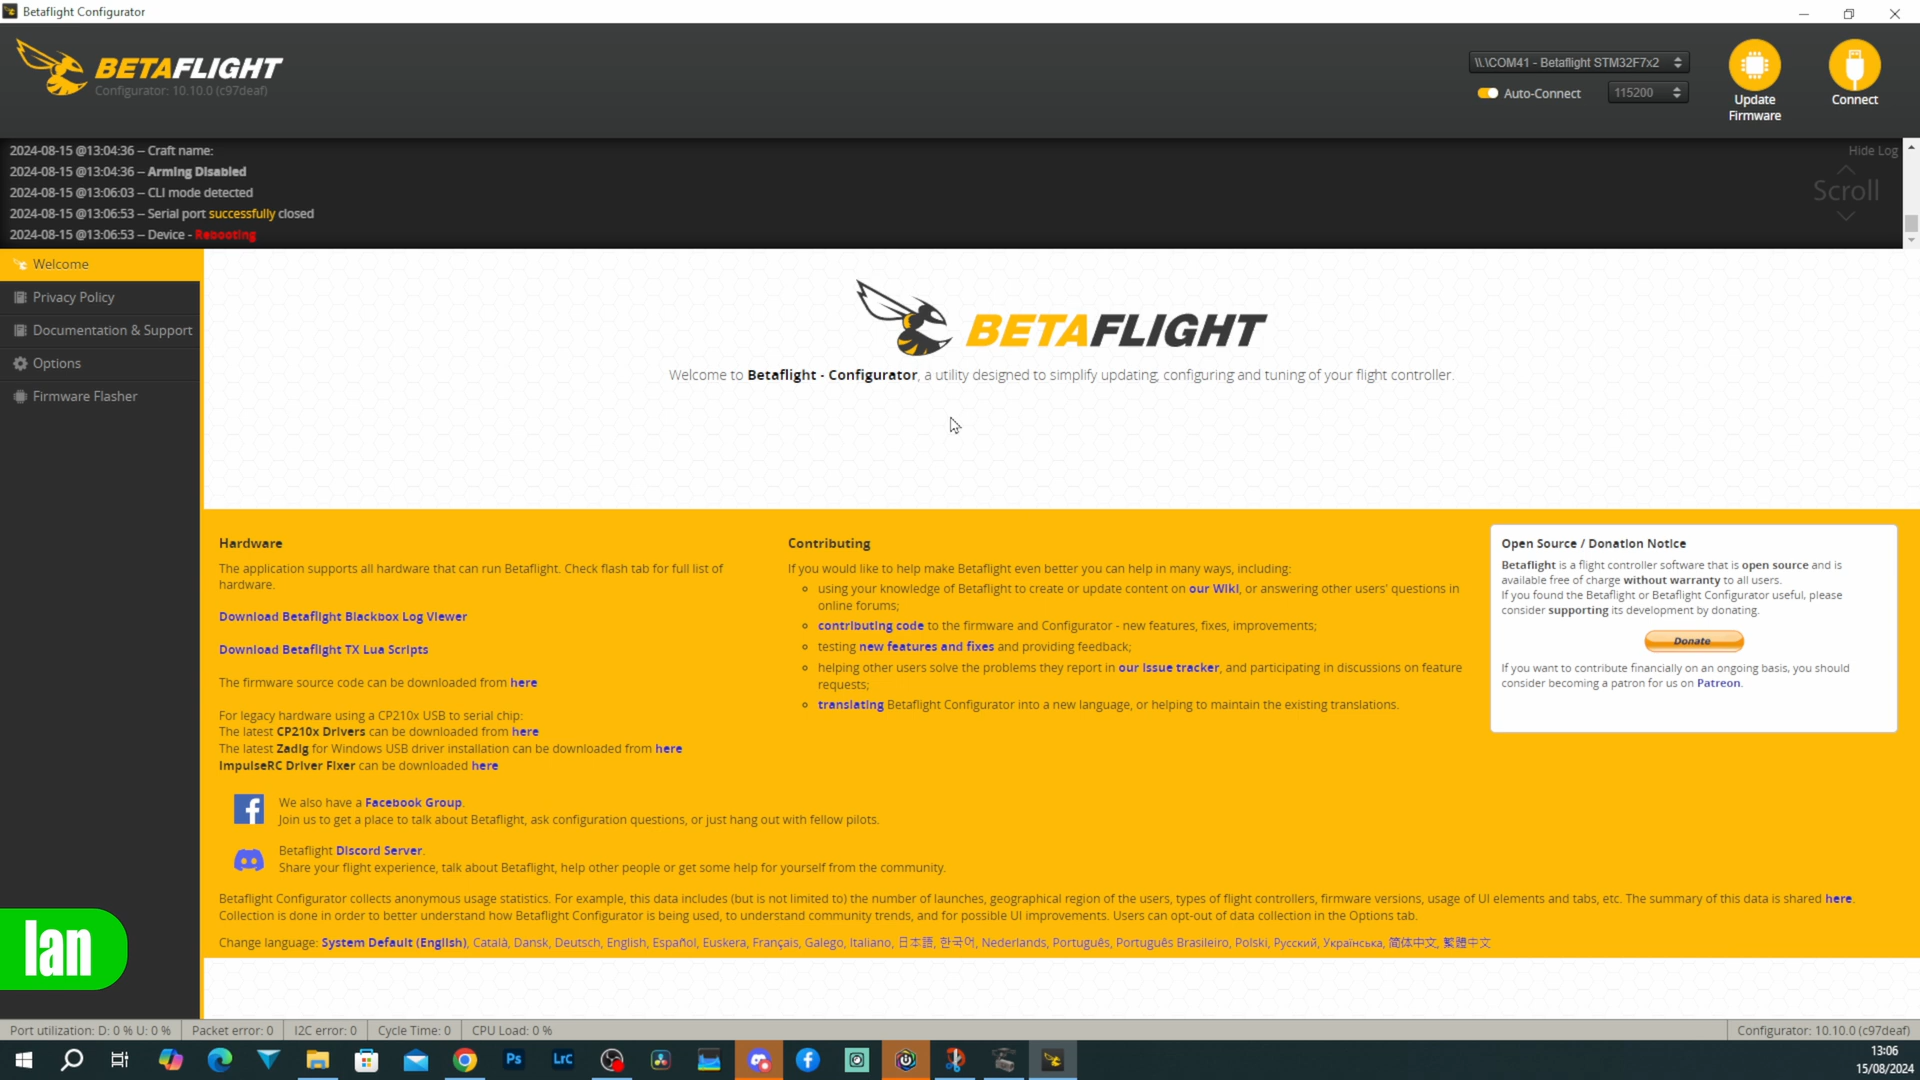 Betaflight Configurator
BETAFLIGHT
Configurator: 10.10.0 (c97deaf)
\\.\COM41 - Betaflight STM32F7x2
Auto-Connect
115200
Update
Firmware
Connect
2024-08-15 @13:04:36 -- Craft name:
2024-08-15 @13:04:36 -- Arming Disabled
2024-08-15 @13:06:03 -- CLI mode detected
2024-08-15 @13:06:53 -- Serial port successfully closed
2024-08-15 @13:06:53 -- Device - Rebooting
Hide Log
Scroll
Welcome
Privacy Policy
Documentation & Support
Options
Firmware Flasher
BETAFLIGHT
Welcome to Betaflight - Configurator, a utility designed to simplify updating, configuring and tuning of your flight controller.
Hardware
The application supports all hardware that can run Betaflight. Check flash tab for full list of
hardware.
Download Betaflight Blackbox Log Viewer
Download Betaflight TX Lua Scripts
The firmware source code can be downloaded from here
For legacy hardware using a CP210x USB to serial chip:
The latest CP210x Drivers can be downloaded from here
The latest Zadig for Windows USB driver installation can be downloaded from here
ImpulseRC Driver Fixer can be downloaded here
Contributing
If you would like to help make Betaflight even better you can help in many ways, including:
using your knowledge of Betaflight to create or update content on our Wiki, or answering other users' questions in
online forums;
contributing code to the firmware and Configurator - new features, fixes, improvements;
testing new features and fixes and providing feedback;
helping other users solve the problems they report in our issue tracker, and participating in discussions on feature
requests;
translating Betaflight Configurator into a new language, or helping to maintain the existing translations.
Open Source / Donation Notice
Betaflight is a flight controller software that is open source and is
available free of charge without warranty to all users.
If you found the Betaflight or Betaflight Configurator useful, please
consider supporting its development by donating.
Donate
If you want to contribute financially on an ongoing basis, you should
consider becoming a patron for us on Patreon.
We also have a Facebook Group.
Join us to get a place to talk about Betaflight, ask configuration questions, or just hang out with fellow pilots.
Betaflight Discord Server.
Share your flight experience, talk about Betaflight, help other people or get some help for yourself from the community.
Betaflight Configurator collects anonymous usage statistics. For example, this data includes (but is not limited to) the number of launches, geographical region of the users, types of flight controllers, firmware versions, usage of UI elements and tabs, etc. The summary of this data is shared here.
Collection is done in order to better understand how Betaflight Configurator is being used, to understand community trends, and for possible UI improvements. Users can opt-out of data collection in the Options tab.
Change language: System Default (English), Català, Dansk, Deutsch, English, Español, Euskera, Français, Galego, Italiano, 日本語, 한국어, Nederlands, Português, Português Brasileiro, Polski, Русский, Українська, 简体中文, 繁體中文
Ian
Port utilization: D: 0 % U: 0 %
Packet error: 0
I2C error: 0
Cycle Time: 0
CPU Load: 0 %
Configurator: 10.10.0 (c97deaf)
Ps
LrC
13:06
15/08/2024